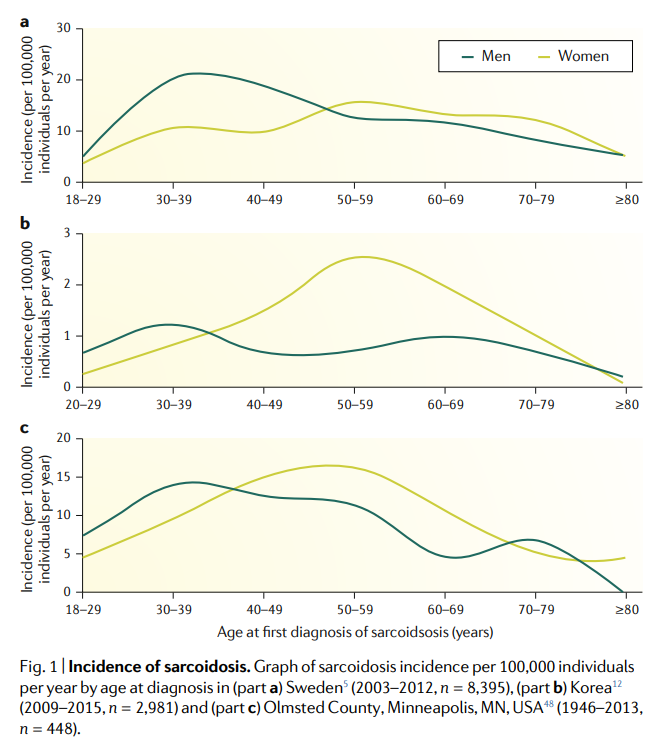 a
Incidence (per 100,000
individuals per year)
30
20
10
0
Men
Women
18–29
30–39
40–49
50–59
60–69
70–79
≥80
b
Incidence (per 100,000
individuals per year)
3
2
1
0
20–29
30–39
40–49
50–59
60–69
70–79
≥80
c
Incidence (per 100,000
individuals per year)
20
15
10
5
0
18–29
30–39
40–49
50–59
60–69
70–79
≥80
Age at first diagnosis of sarcoidsosis (years)
Fig. 1 | Incidence of sarcoidosis. Graph of sarcoidosis incidence per 100,000 individuals
per year by age at diagnosis in (part a) Sweden⁵ (2003–2012, n = 8,395), (part b) Korea¹²
(2009–2015, n = 2,981) and (part c) Olmsted County, Minneapolis, MN, USA⁴⁸ (1946–2013,
n = 448).